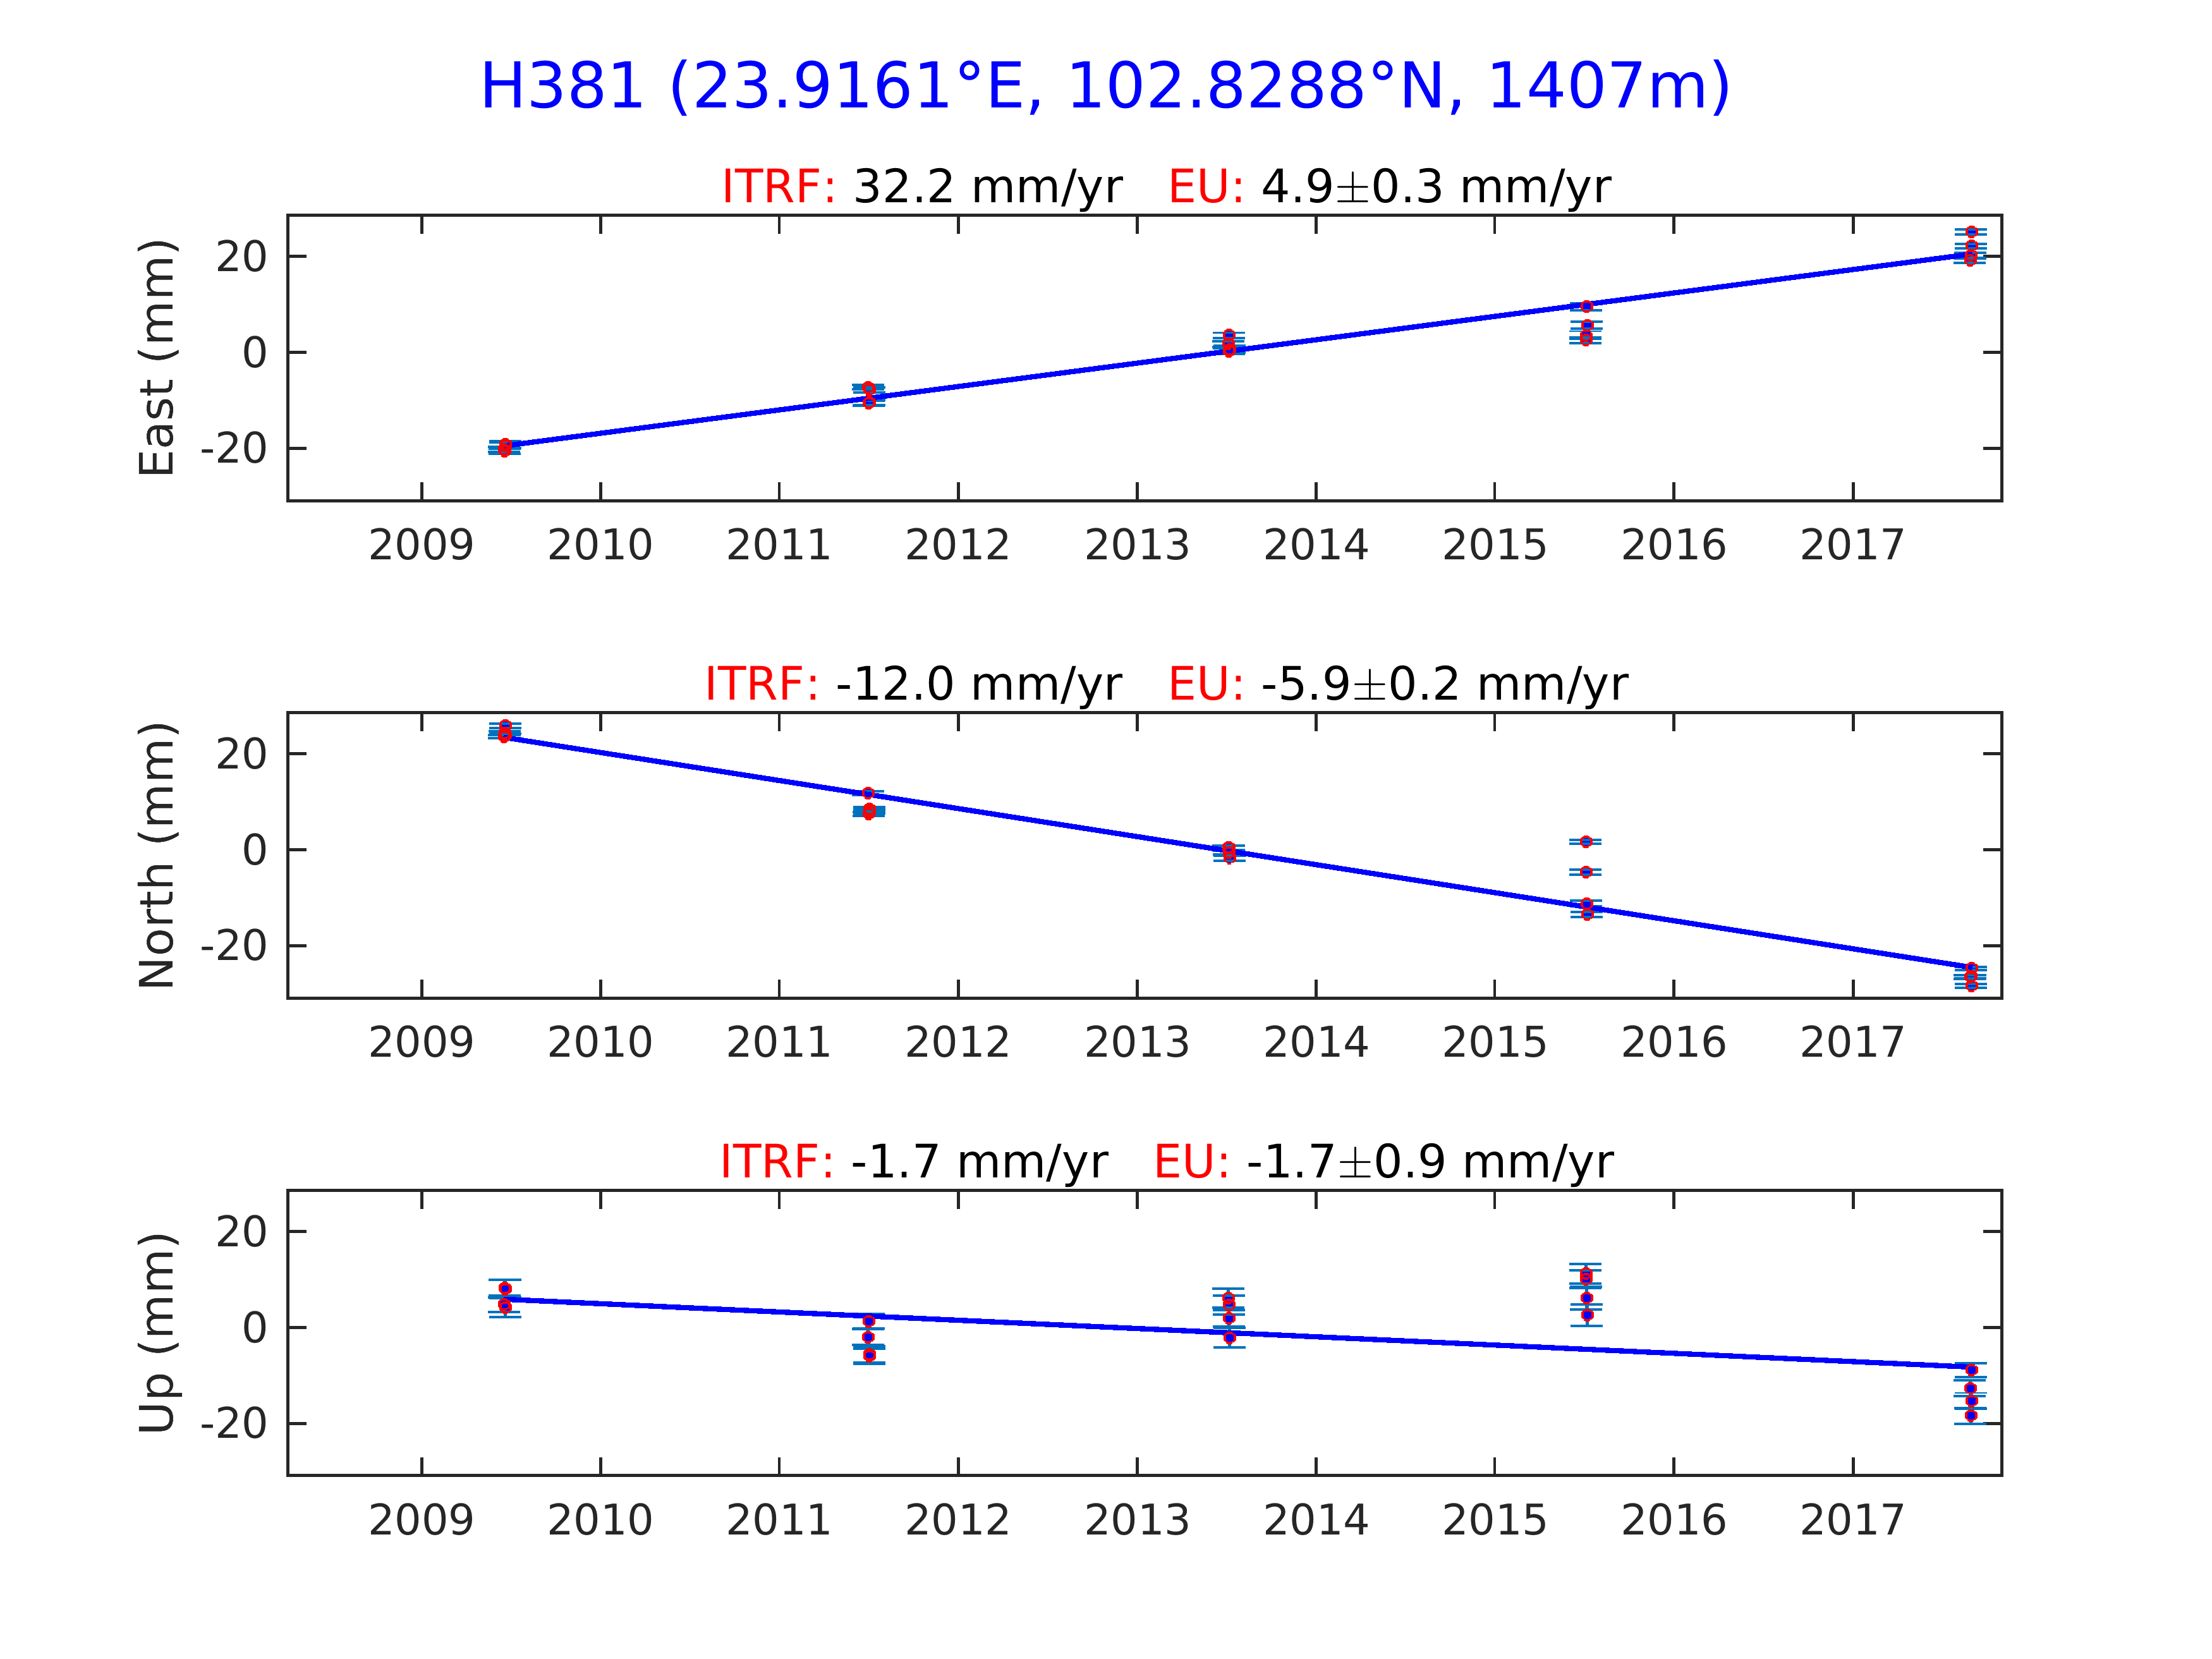 H381 (23.9161°E, 102.8288°N, 1407m)
ITRF: 32.2 mm/yr EU: 4.9±0.3 mm/yr
East (mm)
20
0
-20
2009 2010 2011 2012 2013 2014 2015 2016 2017
ITRF: -12.0 mm/yr EU: -5.9±0.2 mm/yr
North (mm)
20
0
-20
2009 2010 2011 2012 2013 2014 2015 2016 2017
ITRF: -1.7 mm/yr EU: -1.7±0.9 mm/yr
Up (mm)
20
0
-20
2009 2010 2011 2012 2013 2014 2015 2016 2017